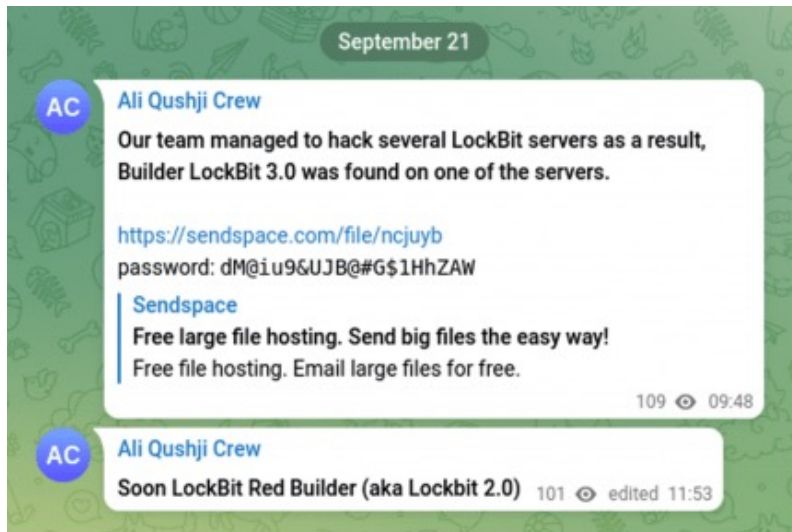 September 21
AC
Ali Qushji Crew
Our team managed to hack several LockBit servers as a result,
Builder LockBit 3.0 was found on one of the servers.
https://sendspace.com/file/ncjuyb
password: dM@iu9&UJB@#G$1HhZAW
Sendspace
Free large file hosting. Send big files the easy way!
Free file hosting. Email large files for free.
109 09:48
AC
Ali Qushji Crew
Soon LockBit Red Builder (aka Lockbit 2.0) 101 edited 11:53